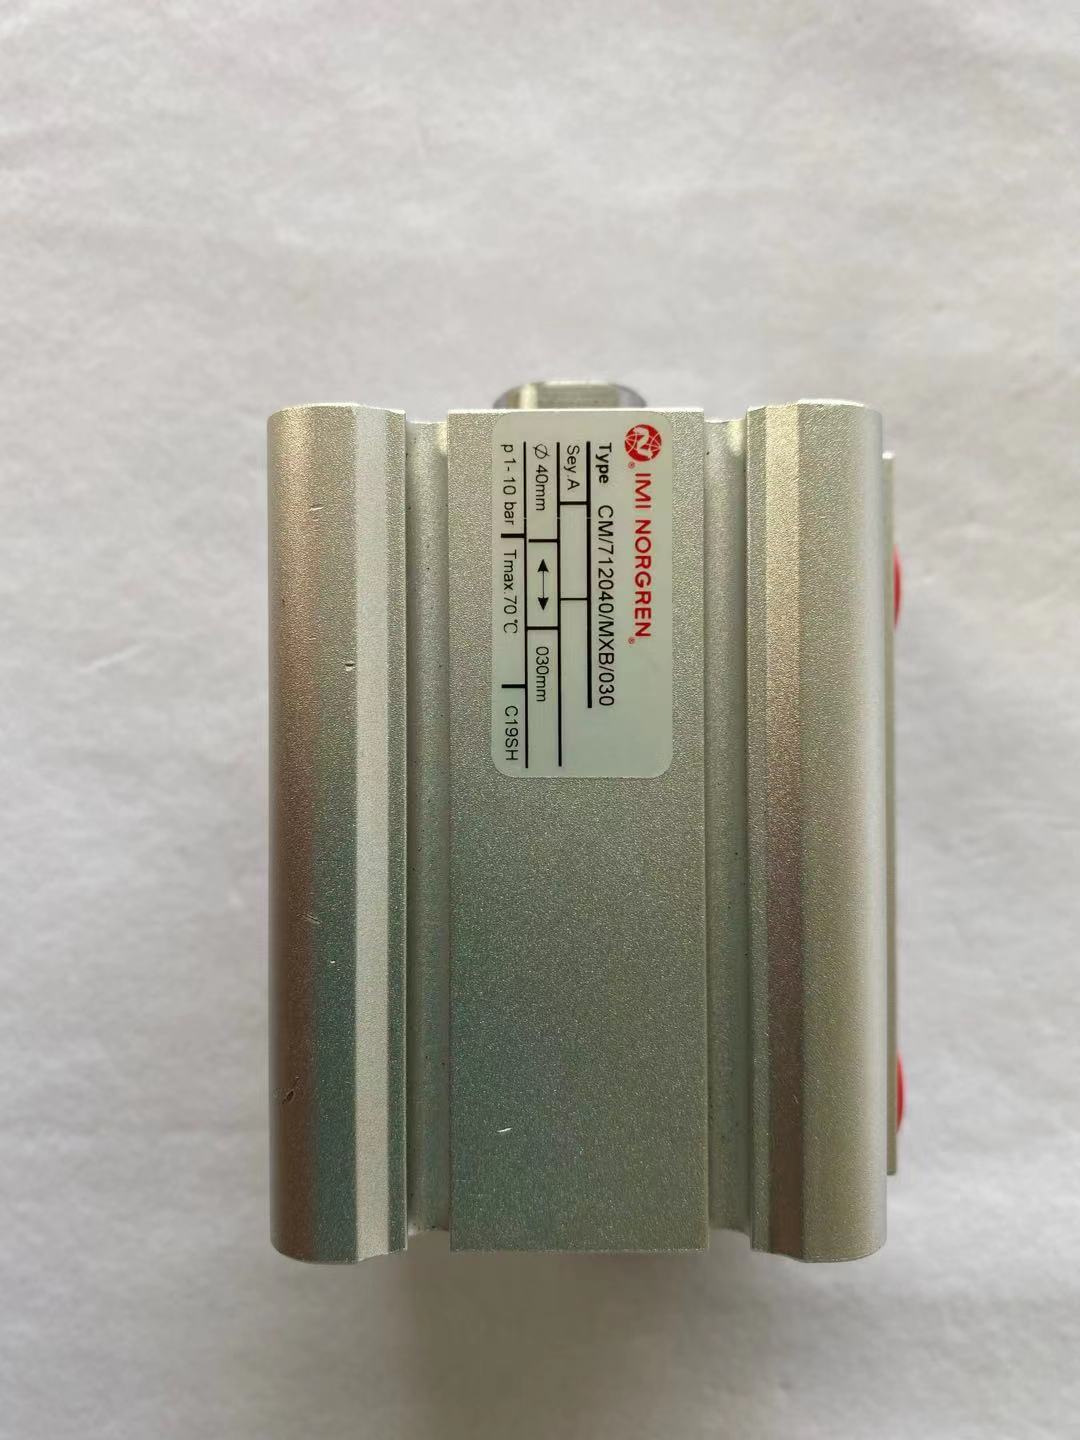 IMI NORGREN®
Type CM/712040/MXB/030
Sey.A
Ø 40mm 030mm
p 1- 10 bar Tmax.70℃ C19SH